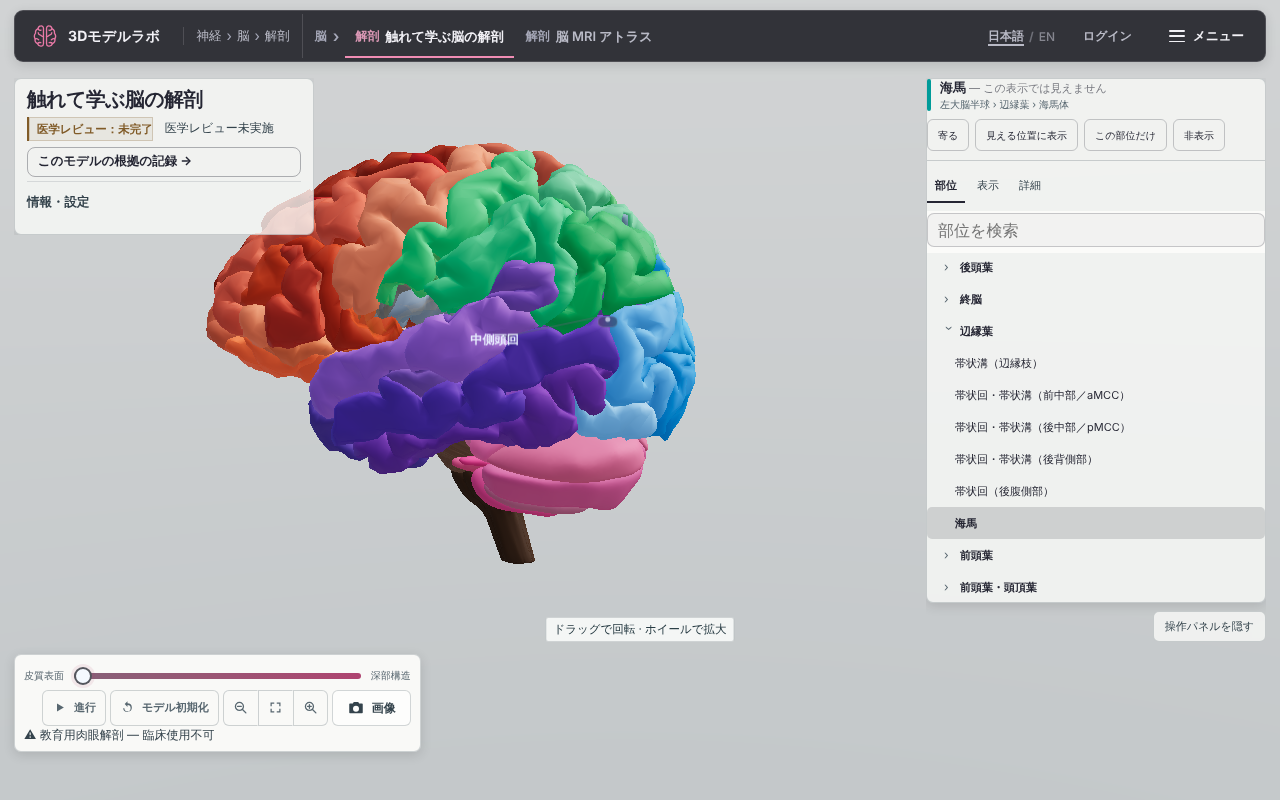 3Dモデルラボ 神経 › 脳 › 解剖 脳 › 解剖 触れて学ぶ脳の解剖 解剖 脳 MRI アトラス 日本語 / EN ログイン メニュー
触れて学ぶ脳の解剖
医学レビュー：未完了 医学レビュー未実施
このモデルの根拠の記録 →
情報・設定
中側頭回
海馬 — この表示では見えません
左大脳半球 › 辺縁葉 › 海馬体
寄る 見える位置に表示 この部位だけ 非表示
部位 表示 詳細
部位を検索
› 後頭葉
› 終脳
辺縁葉
帯状溝（辺縁枝）
帯状回・帯状溝（前中部／aMCC）
帯状回・帯状溝（後中部／pMCC）
帯状回・帯状溝（後背側部）
帯状回（後腹側部）
海馬
› 前頭葉
› 前頭葉・頭頂葉
ドラッグで回転 · ホイールで拡大
操作パネルを隠す
皮質表面 深部構造
進行 モデル初期化 画像
⚠ 教育用肉眼解剖 — 臨床使用不可